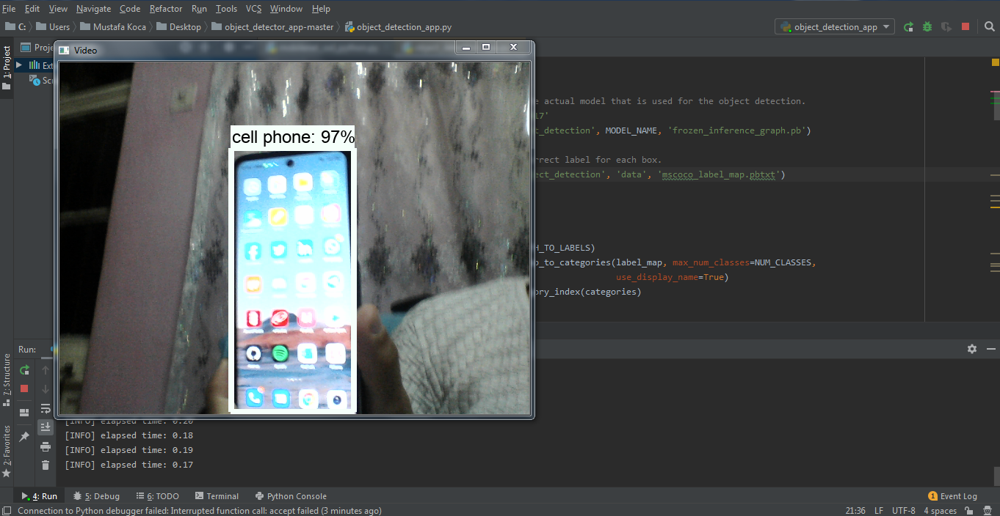 File Edit View Navigate Code Refactor Run Tools VCS Window Help
C: Users Mustafa Koca Desktop object_detector_app-master object_detection_app.py
object_detection_app
1: Project
Proje
Video
Ext
Scr
cell phone: 97%
e actual model that is used for the object detection.
17'
ct_detection', MODEL_NAME, 'frozen_inference_graph.pb')
rrect label for each box.
ect_detection', 'data', 'mscoco_label_map.pbtxt')
H_TO_LABELS)
p_to_categories(label_map, max_num_classes=NUM_CLASSES,
use_display_name=True)
ory_index(categories)
Run:
7: Structure
2: Favorites
[INFO] elapsed time: 0.20
[INFO] elapsed time: 0.18
[INFO] elapsed time: 0.19
[INFO] elapsed time: 0.17
4: Run 5: Debug 6: TODO Terminal Python Console
1 Event Log
Connection to Python debugger failed: Interrupted function call: accept failed (3 minutes ago)
21:36 LF UTF-8 4 spaces